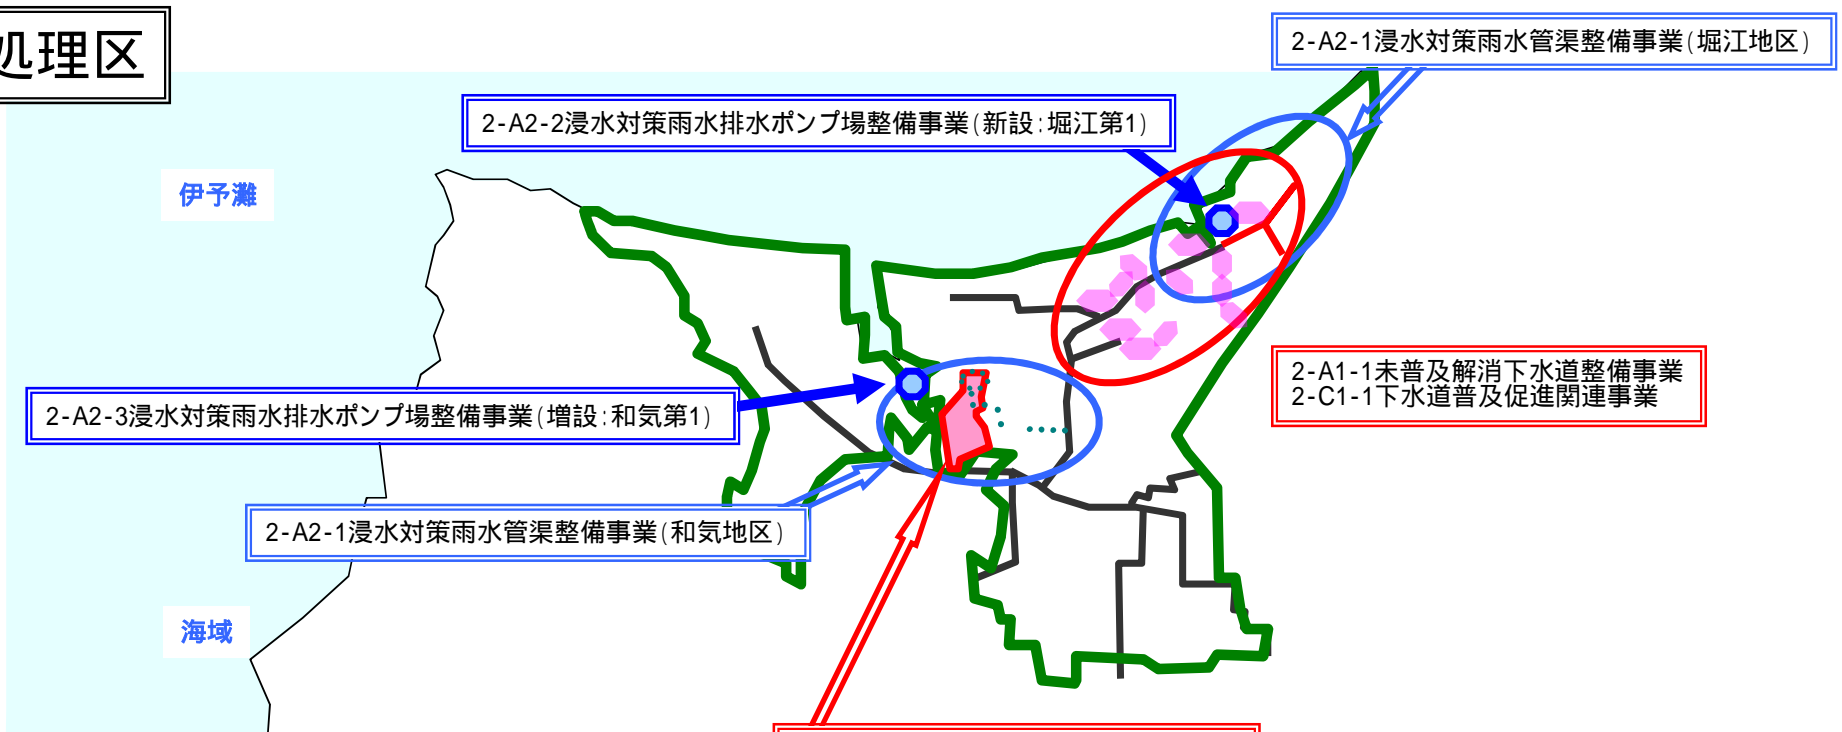 処理区
2-A2-1浸水対策雨水管渠整備事業(堀江地区)
2-A2-2浸水対策雨水排水ポンプ場整備事業(新設:堀江第1)
伊予灘
2-A1-1未普及解消下水道整備事業
2-C1-1下水道普及促進関連事業
2-A2-3浸水対策雨水排水ポンプ場整備事業(増設:和気第1)
2-A2-1浸水対策雨水管渠整備事業(和気地区)
海域